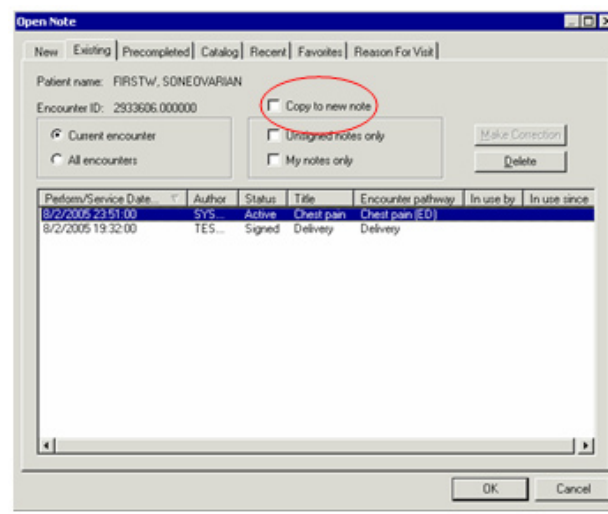 Open Note
New Existing Precompleted Catalog Recent Favorites Reason For Visit
Patient name: FIRSTW, SONEOVARIAN
Encounter ID: 2933606.000000 Copy to new note
Current encounter Unsigned notes only Make Correction
All encounters My notes only Delete
Perform/Service Date... Author Status Title Encounter pathway In use by In use since
8/2/2005 23:51:00 SYS... Active Chest pain Chest pain (ED)
8/2/2005 19:32:00 TES... Signed Delivery Delivery
OK Cancel